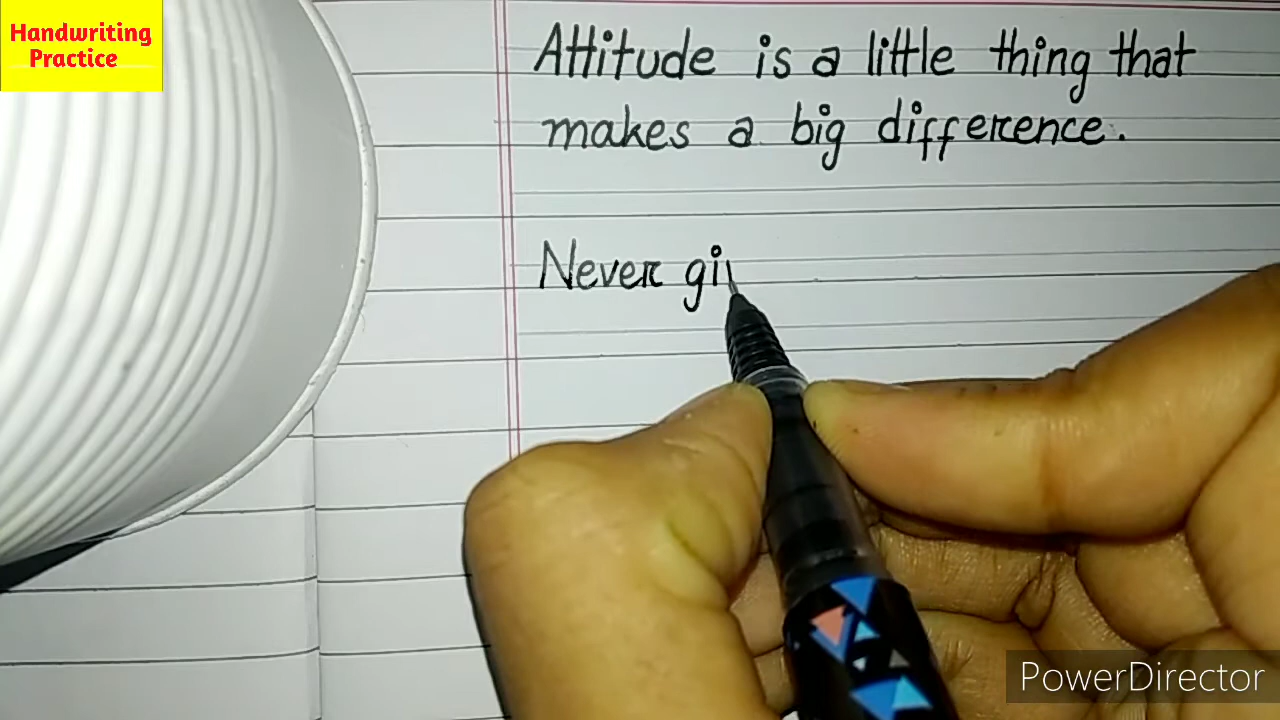 Handwriting
Practice
Attitude is a little thing that
makes a big difference.
Never gi
PowerDirector